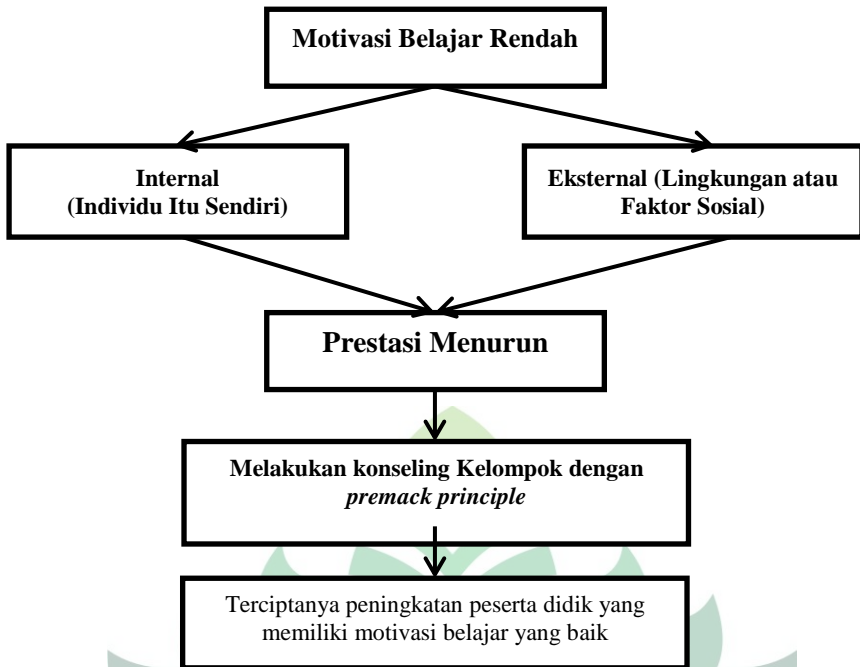 Motivasi Belajar Rendah
Internal
(Individu Itu Sendiri)
Eksternal (Lingkungan atau
Faktor Sosial)
Prestasi Menurun
Melakukan konseling Kelompok dengan
premack principle
Terciptanya peningkatan peserta didik yang
memiliki motivasi belajar yang baik